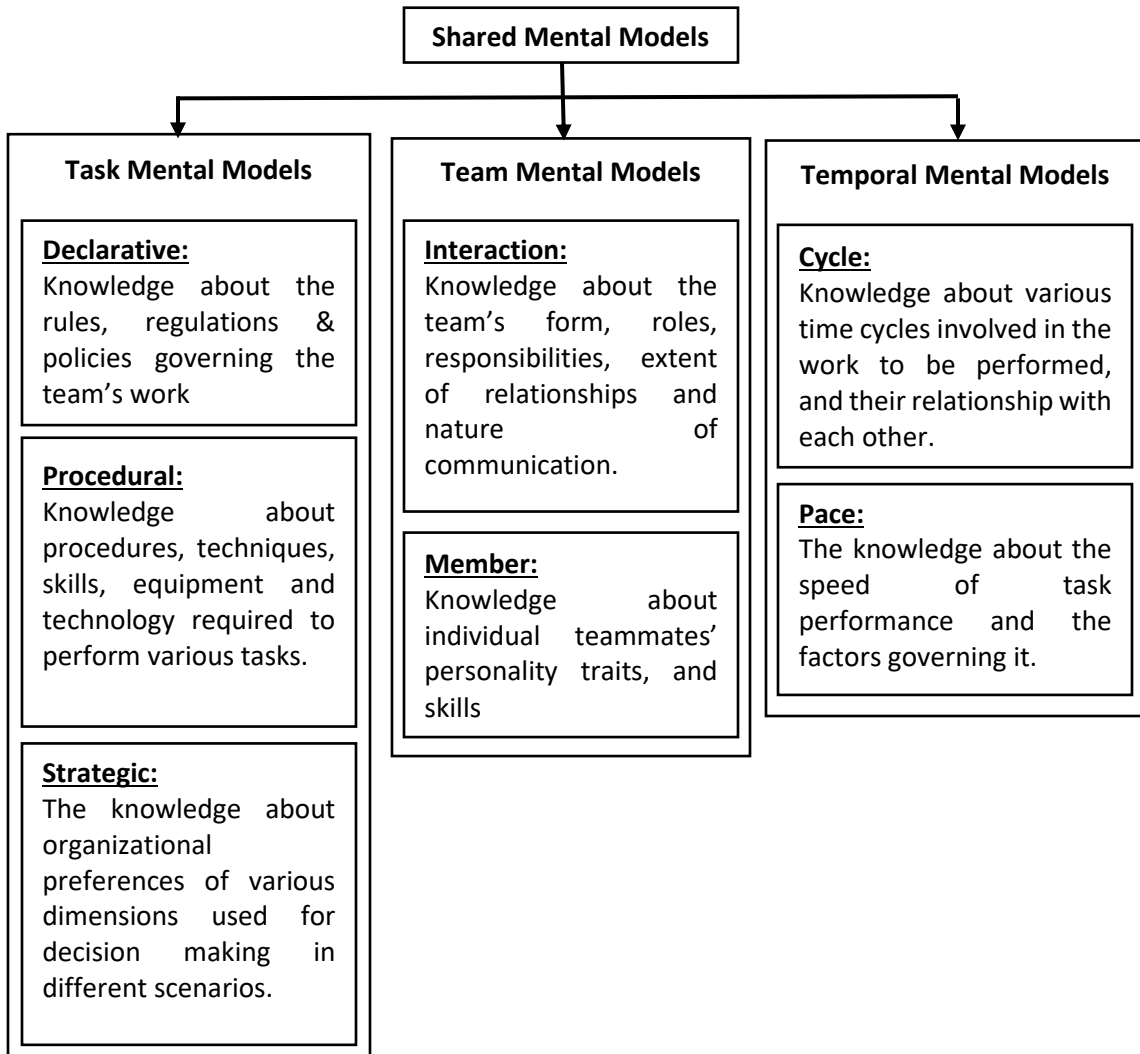 Shared Mental Models
Task Mental Models
Declarative:
Knowledge about the
rules, regulations &
policies governing the
team's work
Procedural:
Knowledge about
procedures, techniques,
skills, equipment and
technology required to
perform various tasks.
Strategic:
The knowledge about
organizational
preferences of various
dimensions used for
decision making in
different scenarios.
Team Mental Models
Interaction:
Knowledge about the
team's form, roles,
responsibilities, extent
of relationships and
nature of
communication.
Member:
Knowledge about
individual teammates'
personality traits, and
skills
Temporal Mental Models
Cycle:
Knowledge about various
time cycles involved in the
work to be performed,
and their relationship with
each other.
Pace:
The knowledge about the
speed of task
performance and the
factors governing it.